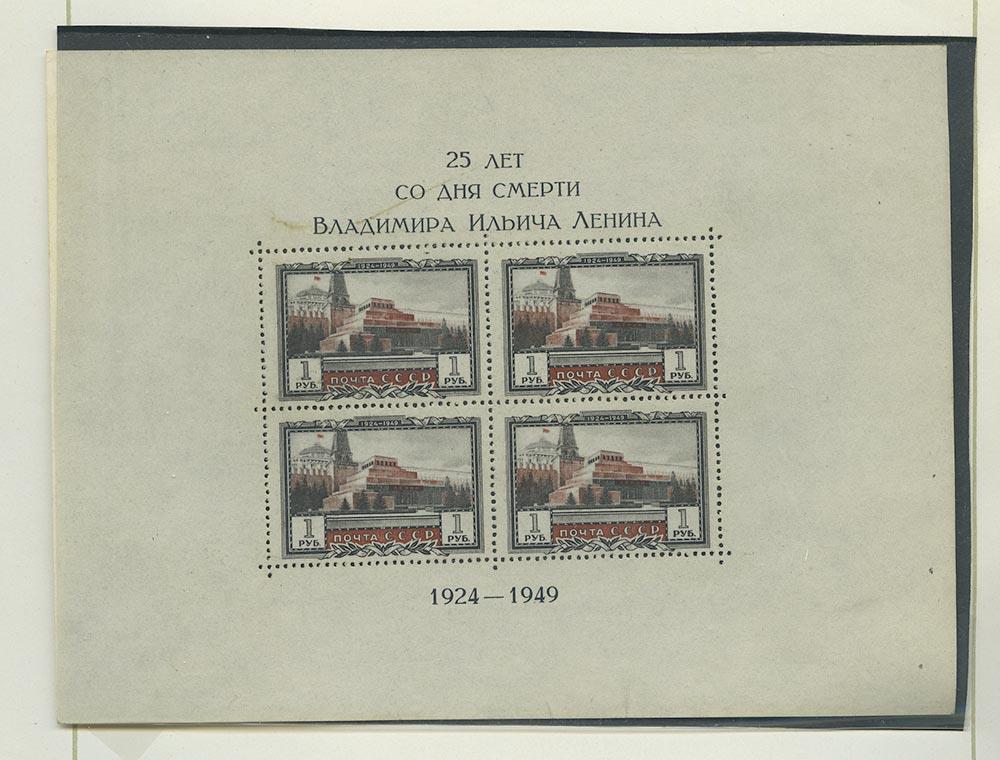 25 ЛЕТ
СО ДНЯ СМЕРТИ
ВЛАДИМИРА ИЛЬИЧА ЛЕНИНА
1924-1949
1 РУБ. ПОЧТА СССР 1 РУБ.
1924-1949
1 РУБ. ПОЧТА СССР 1 РУБ.
1924-1949
1 РУБ. ПОЧТА СССР 1 РУБ.
1924-1949
1 РУБ. ПОЧТА СССР 1 РУБ.
1924—1949